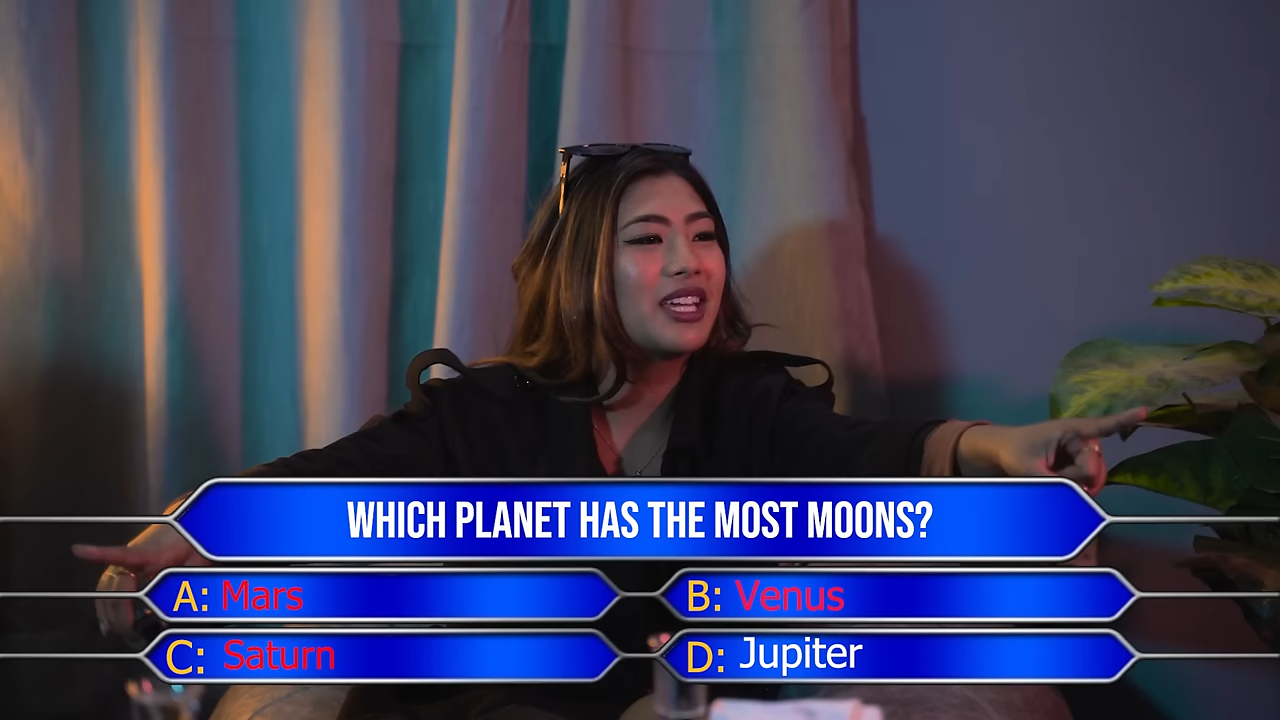 WHICH PLANET HAS THE MOST MOONS?
A: Mars
B: Venus
C: Saturn
D: Jupiter